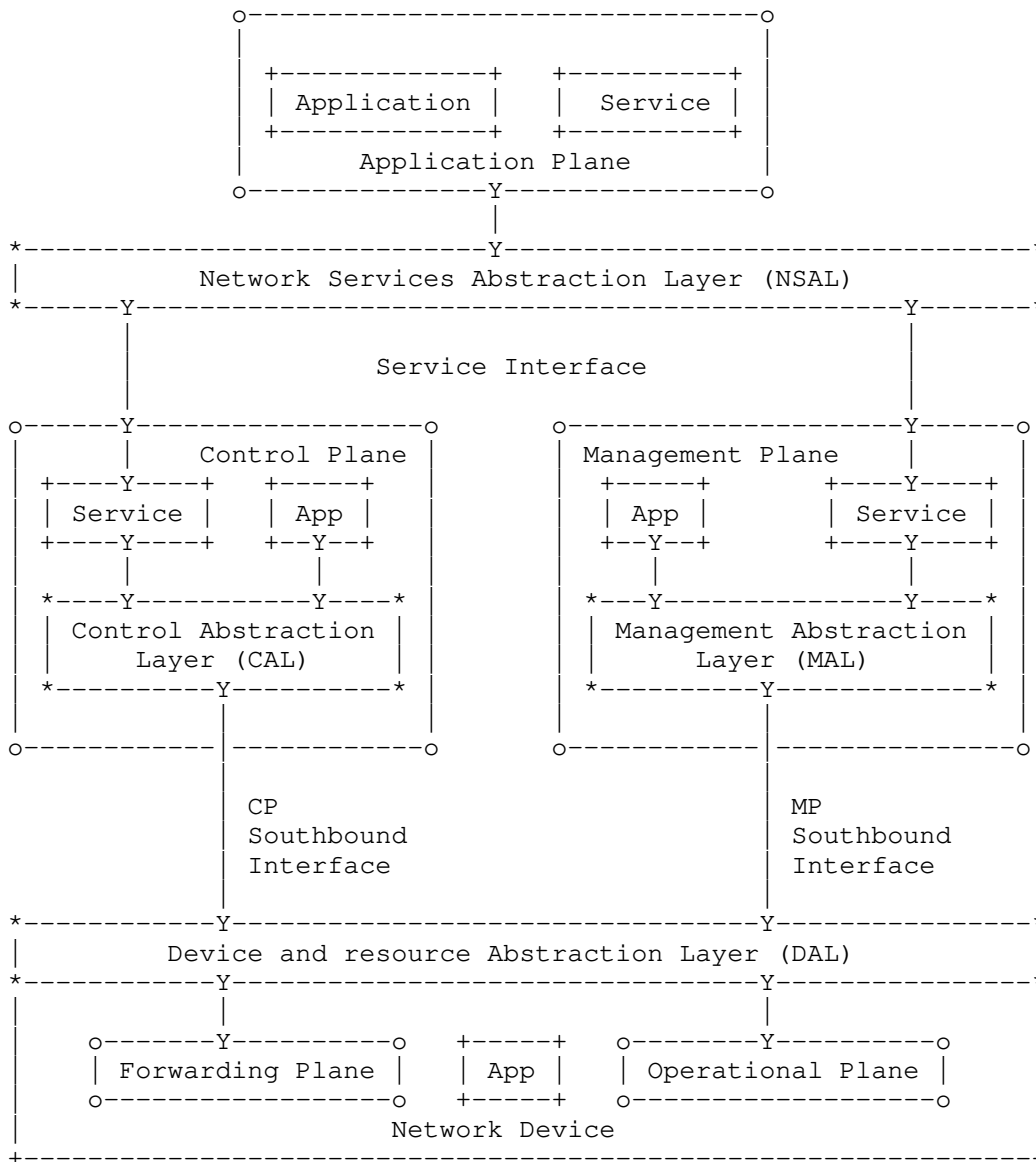 Application Service
Application Plane
Y
Y
Network Services Abstraction Layer (NSAL)
Y Y
Service Interface
Y Y
Control Plane Management Plane
Y Y
Service App App Service
Y Y Y Y
Y Y Y Y
Control Abstraction Management Abstraction
Layer (CAL) Layer (MAL)
Y Y
CP MP
Southbound Southbound
Interface Interface
Y Y
Device and resource Abstraction Layer (DAL)
Y Y
Y Y
Forwarding Plane App Operational Plane
Network Device